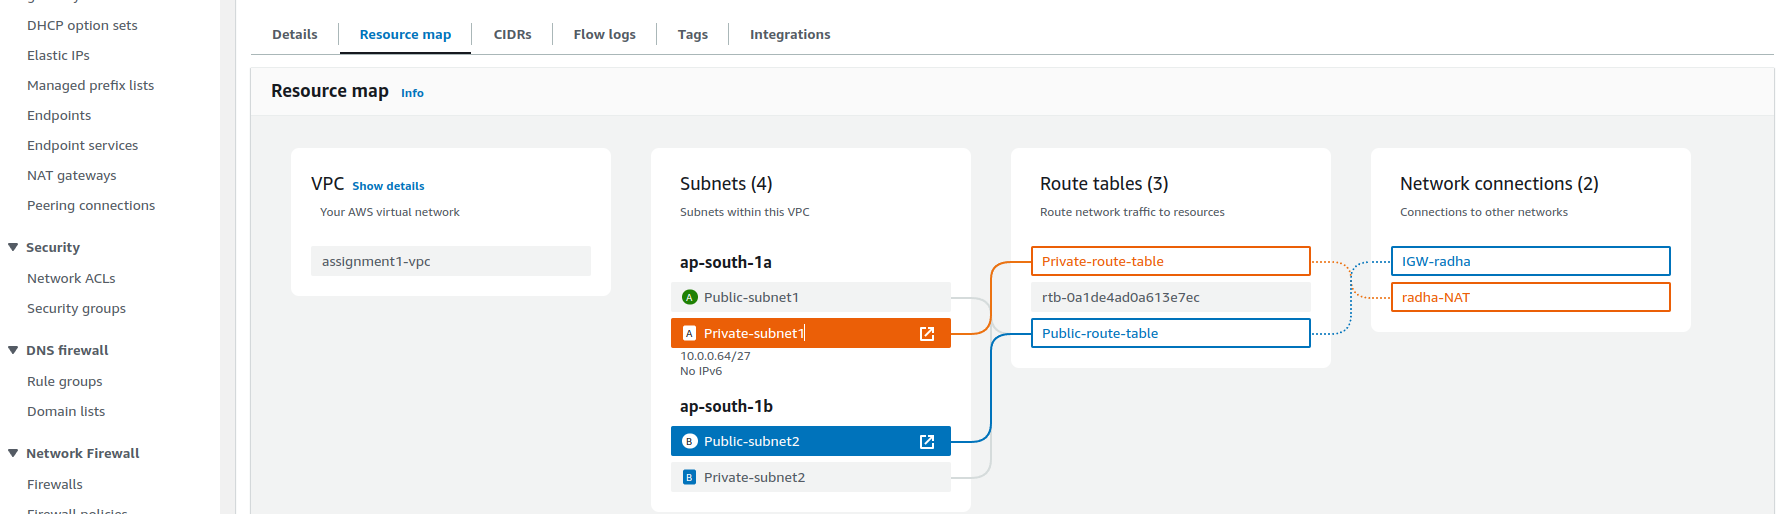 DHCP option sets
Elastic IPs
Managed prefix lists
Endpoints
Endpoint services
NAT gateways
Peering connections
Security
Network ACLs
Security groups
DNS firewall
Rule groups
Domain lists
Network Firewall
Firewalls
Firewall policies
Details
Resource map
CIDRs
Flow logs
Tags
Integrations
Resource map Info
VPC Show details
Your AWS virtual network
assignment1-vpc
Subnets (4)
Subnets within this VPC
ap-south-1a
A Public-subnet1
A Private-subnet1
10.0.0.64/27
No IPv6
ap-south-1b
B Public-subnet2
B Private-subnet2
Route tables (3)
Route network traffic to resources
Private-route-table
rtb-0a1de4ad0a613e7ec
Public-route-table
Network connections (2)
Connections to other networks
IGW-radha
radha-NAT